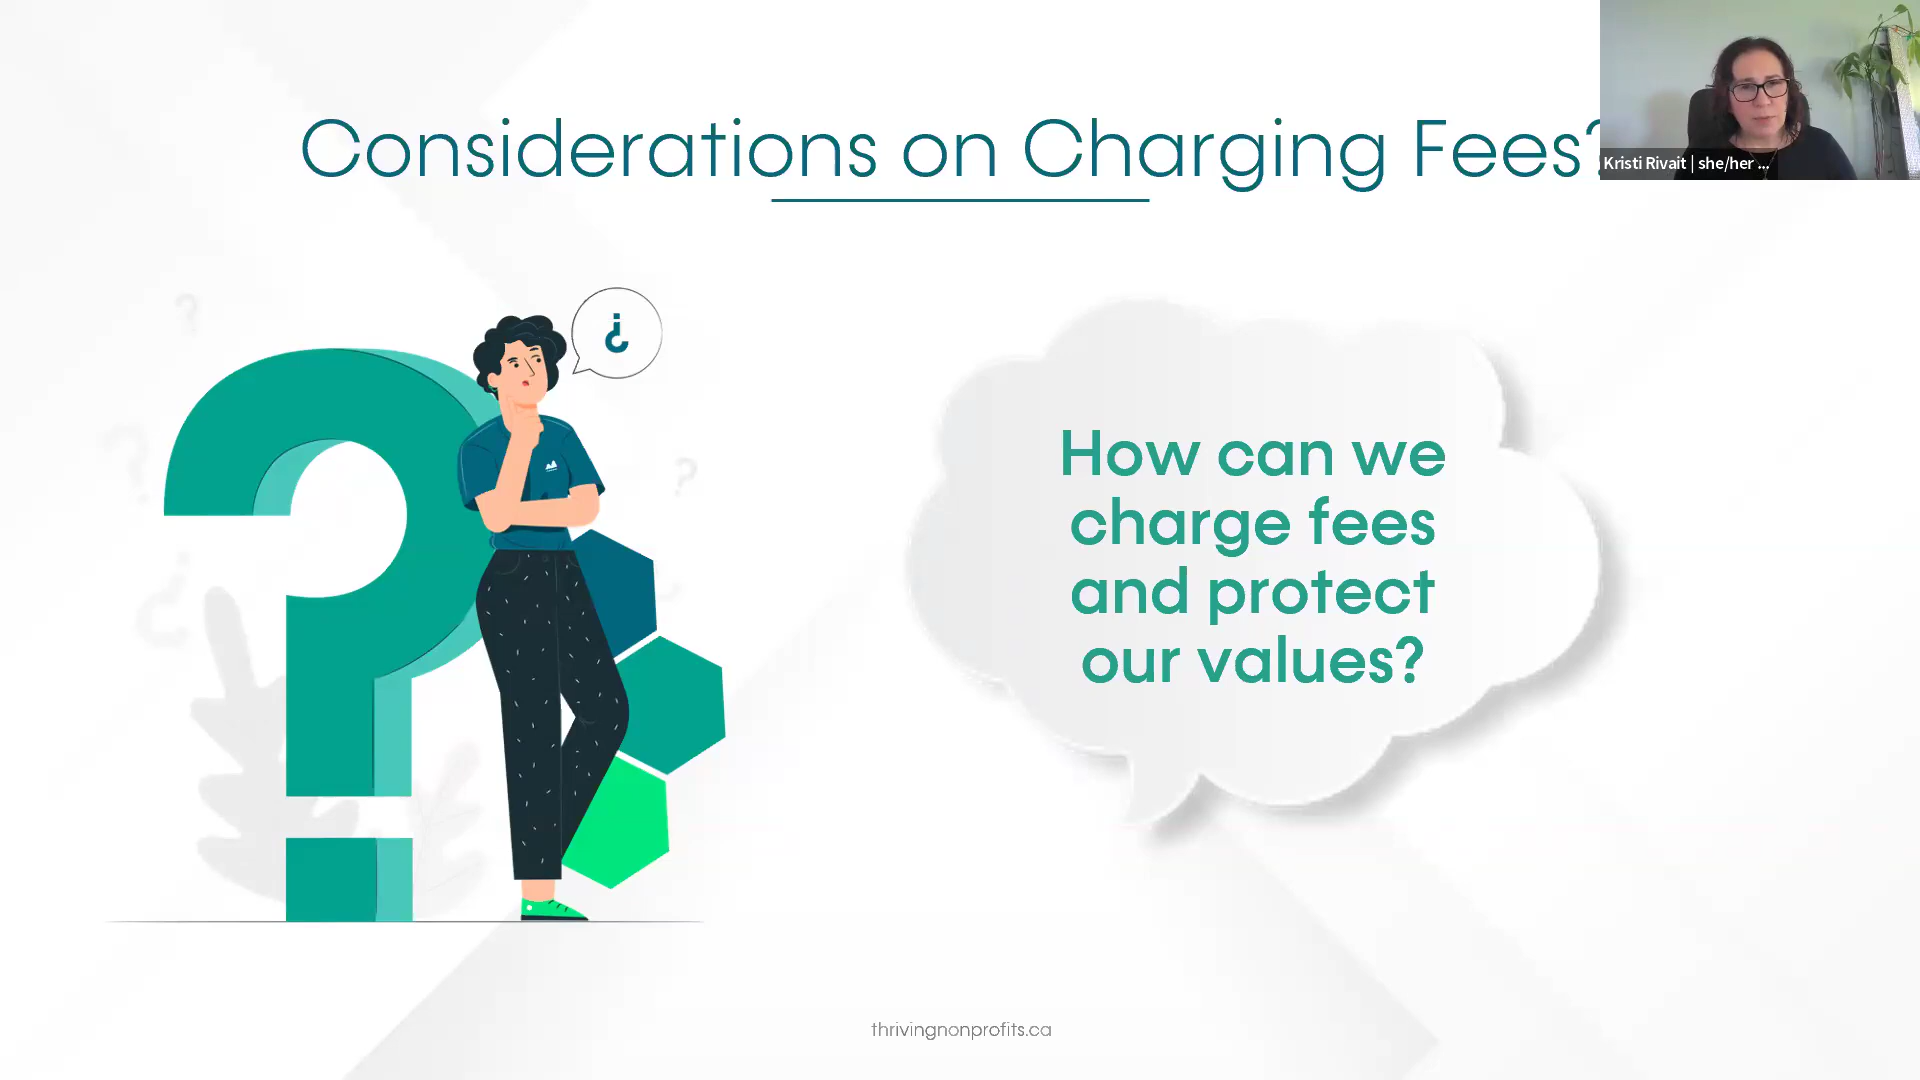 Considerations on Charging Fees?
Kristi Rivait | she/her ...
¿
How can we
charge fees
and protect
our values?
thrivingnonprofits.ca